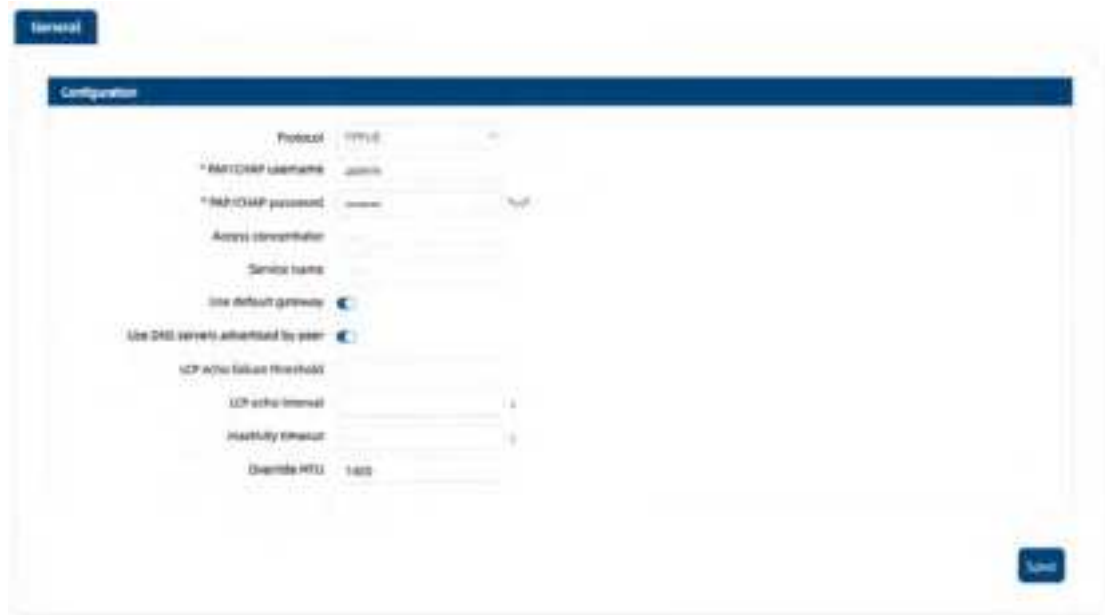 General
Configuration
Protocol PPPoE
* PAP/CHAP username admin
* PAP/CHAP password
Access concentrator
Service name
Use default gateway
Use DNS servers advertised by peer
LCP echo failure threshold
LCP echo interval s
Inactivity timeout s
Override MTU
Save